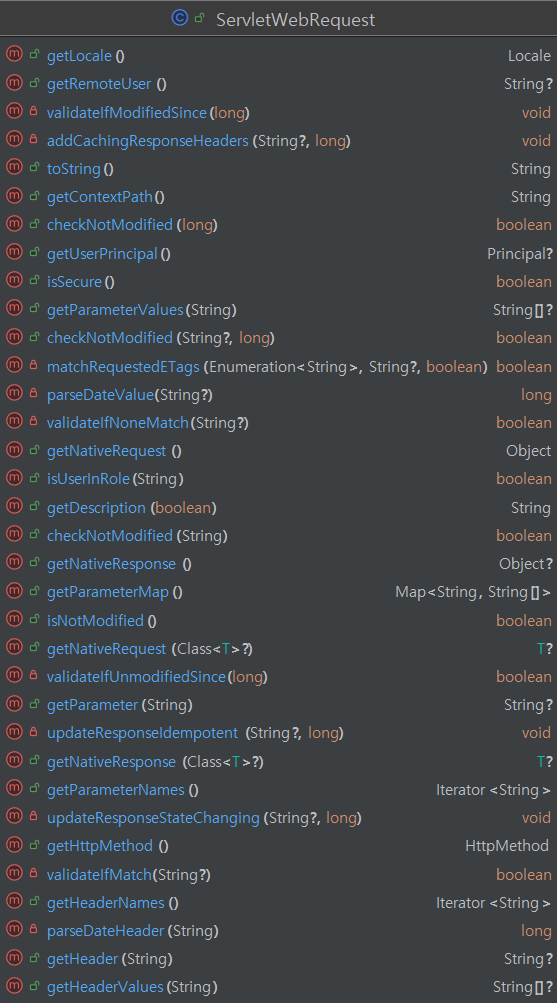 ServletWebRequest
getLocale() Locale
getRemoteUser() String?
validateIfModifiedSince(long) void
addCachingResponseHeaders(String?, long) void
toString() String
getContextPath() String
checkNotModified(long) boolean
getUserPrincipal() Principal?
isSecure() boolean
getParameterValues(String) String[]?
checkNotModified(String?, long) boolean
matchRequestedETags(Enumeration<String>, String?, boolean) boolean
parseDateValue(String?) long
validateIfNoneMatch(String?) boolean
getNativeRequest() Object
isUserInRole(String) boolean
getDescription(boolean) String
checkNotModified(String) boolean
getNativeResponse() Object?
getParameterMap() Map<String, String[]>
isNotModified() boolean
getNativeRequest(Class<T>?) T?
validateIfUnmodifiedSince(long) boolean
getParameter(String) String?
updateResponseIdempotent(String?, long) void
getNativeResponse(Class<T>?) T?
getParameterNames() Iterator<String>
updateResponseStateChanging(String?, long) void
getHttpMethod() HttpMethod
validateIfMatch(String?) boolean
getHeaderNames() Iterator<String>
parseDateHeader(String) long
getHeader(String) String?
getHeaderValues(String) String[]?